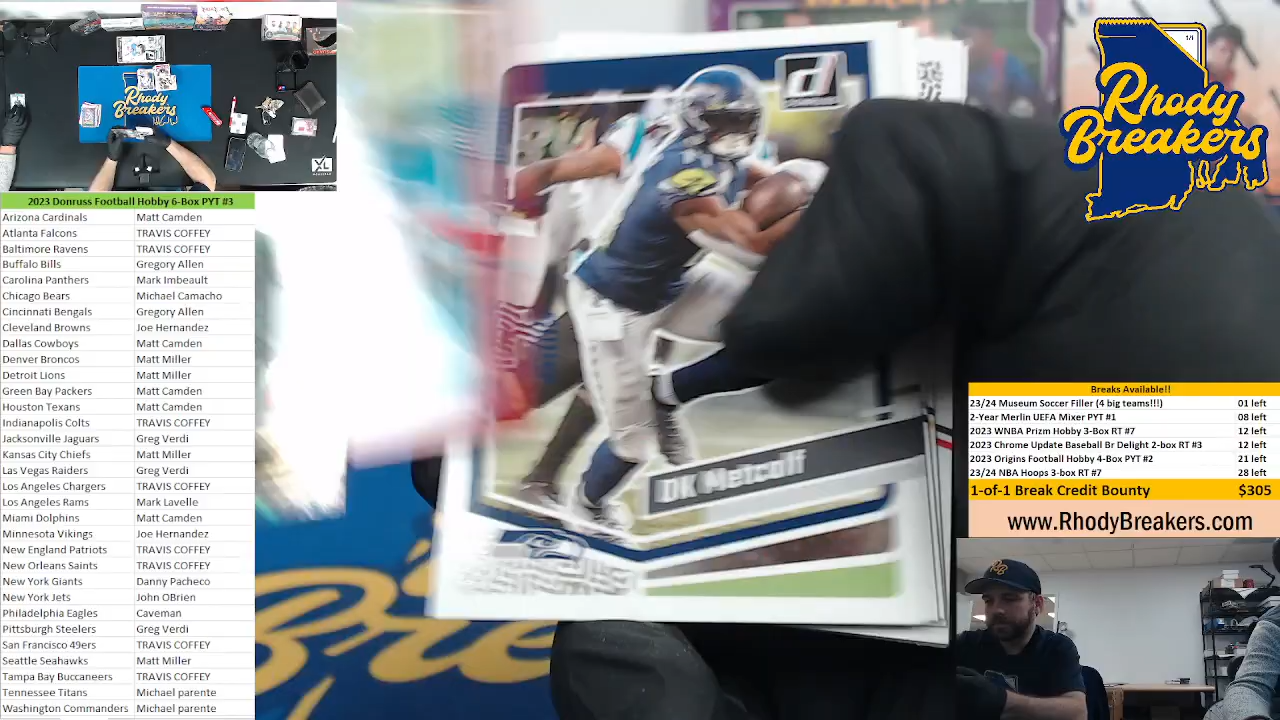 Rhody
Breakers
XL
2023 Donruss Football Hobby 6-Box PYT #3
Arizona Cardinals Matt Camden
Atlanta Falcons TRAVIS COFFEY
Baltimore Ravens TRAVIS COFFEY
Buffalo Bills Gregory Allen
Carolina Panthers Mark Imbeault
Chicago Bears Michael Camacho
Cincinnati Bengals Gregory Allen
Cleveland Browns Joe Hernandez
Dallas Cowboys Matt Camden
Denver Broncos Matt Miller
Detroit Lions Matt Miller
Green Bay Packers Matt Camden
Houston Texans Matt Camden
Indianapolis Colts TRAVIS COFFEY
Jacksonville Jaguars Greg Verdi
Kansas City Chiefs Matt Miller
Las Vegas Raiders Greg Verdi
Los Angeles Chargers TRAVIS COFFEY
Los Angeles Rams Mark Lavelle
Miami Dolphins Matt Camden
Minnesota Vikings Joe Hernandez
New England Patriots TRAVIS COFFEY
New Orleans Saints TRAVIS COFFEY
New York Giants Danny Pacheco
New York Jets John OBrien
Philadelphia Eagles Caveman
Pittsburgh Steelers Greg Verdi
San Francisco 49ers TRAVIS COFFEY
Seattle Seahawks Matt Miller
Tampa Bay Buccaneers TRAVIS COFFEY
Tennessee Titans Michael parente
Washington Commanders Michael parente
d
DK Metcalf
1/1
Rhody
Breakers
Breaks Available!!
23/24 Museum Soccer Filler (4 big teams!!!) 01 left
2-Year Merlin UEFA Mixer PYT #1 08 left
2023 WNBA Prizm Hobby 3-Box RT #7 12 left
2023 Chrome Update Baseball Br Delight 2-box RT #3 12 left
2023 Origins Football Hobby 4-Box PYT #2 21 left
23/24 NBA Hoops 3-box RT #7 28 left
1-of-1 Break Credit Bounty $305
www.RhodyBreakers.com